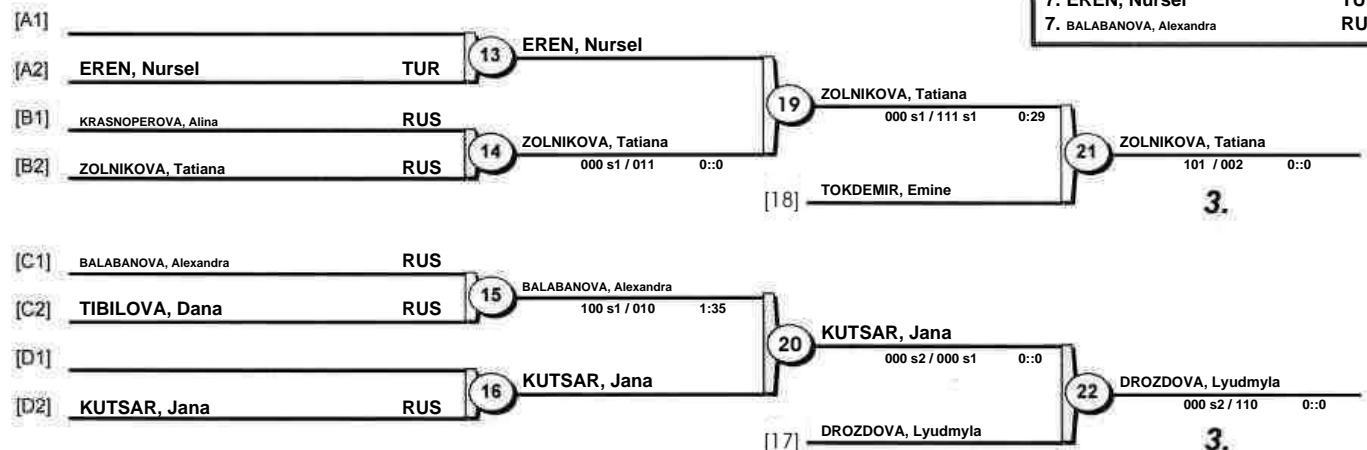 7. EREN, Nursel TU
7. BALABANOVA, Alexandra RUS
[A1]
[A2] EREN, Nursel TUR
13 EREN, Nursel
[B1] KRASNOPEROVA, Alina RUS
[B2] ZOLNIKOVA, Tatiana RUS
14 ZOLNIKOVA, Tatiana
000 s1 / 011 0::0
19 ZOLNIKOVA, Tatiana
000 s1 / 111 s1 0:29
[18] TOKDEMIR, Emine
21 ZOLNIKOVA, Tatiana
101 / 002 0::0
3.
[C1] BALABANOVA, Alexandra RUS
[C2] TIBILOVA, Dana RUS
15 BALABANOVA, Alexandra
100 s1 / 010 1:35
[D1]
[D2] KUTSAR, Jana RUS
16 KUTSAR, Jana
20 KUTSAR, Jana
000 s2 / 000 s1 0::0
[17] DROZDOVA, Lyudmyla
22 DROZDOVA, Lyudmyla
000 s2 / 110 0::0
3.